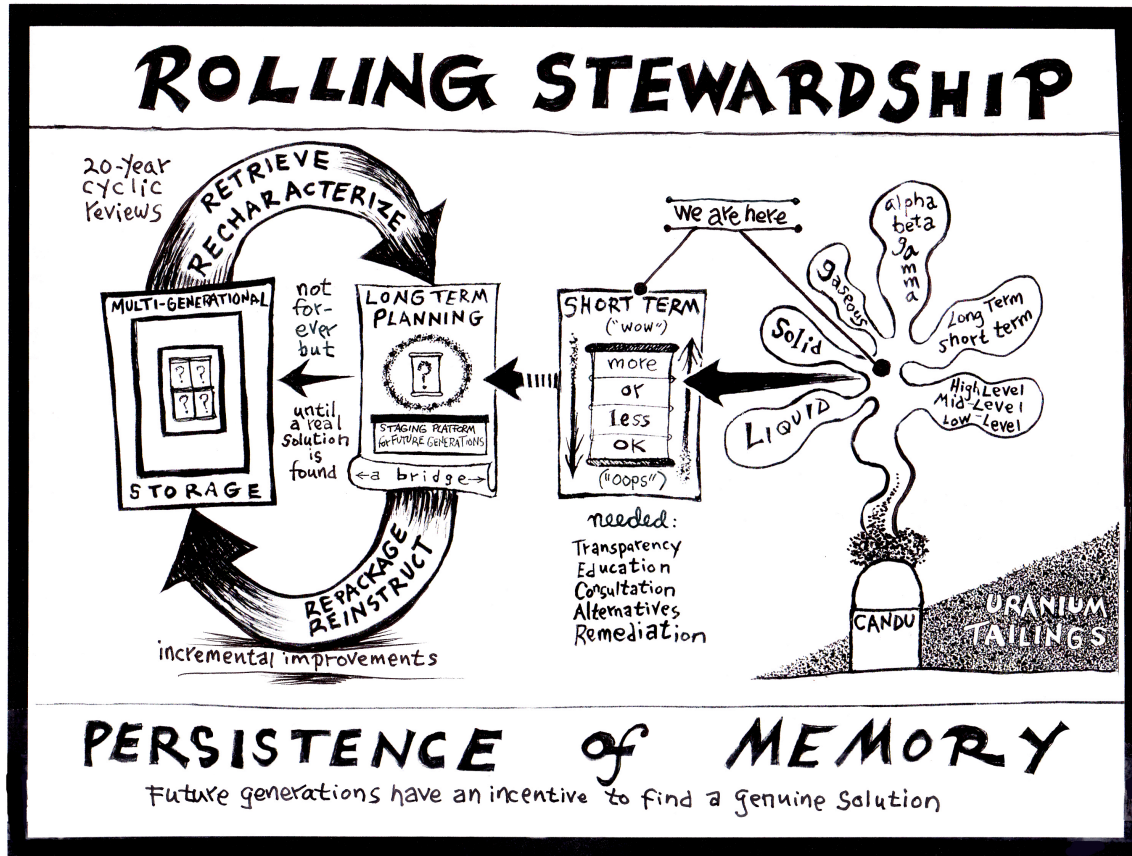 ROLLING STEWARDSHIP
20-year
cyclic
reviews
RETRIEVE
RECHARACTERIZE
MULTI-GENERATIONAL
? ?
? ?
STORAGE
not
for-
ever
but
until
a real
solution
is
found
LONG TERM
PLANNING
?
STAGING PLATFORM
for FUTURE GENERATIONS
a bridge
REPACKAGE
REINSTRUCT
incremental improvements
we are here
SHORT TERM
("WOW")
more
or
less
OK
("OOPS")
needed:
Transparency
Education
Consultation
Alternatives
Remediation
alpha
beta
gamma
gaseous
Solid
LIQUID
Long Term
short term
High Level
Mid-Level
Low-Level
CANDU
URANIUM
TAILINGS
PERSISTENCE of MEMORY
Future generations have an incentive to find a genuine solution